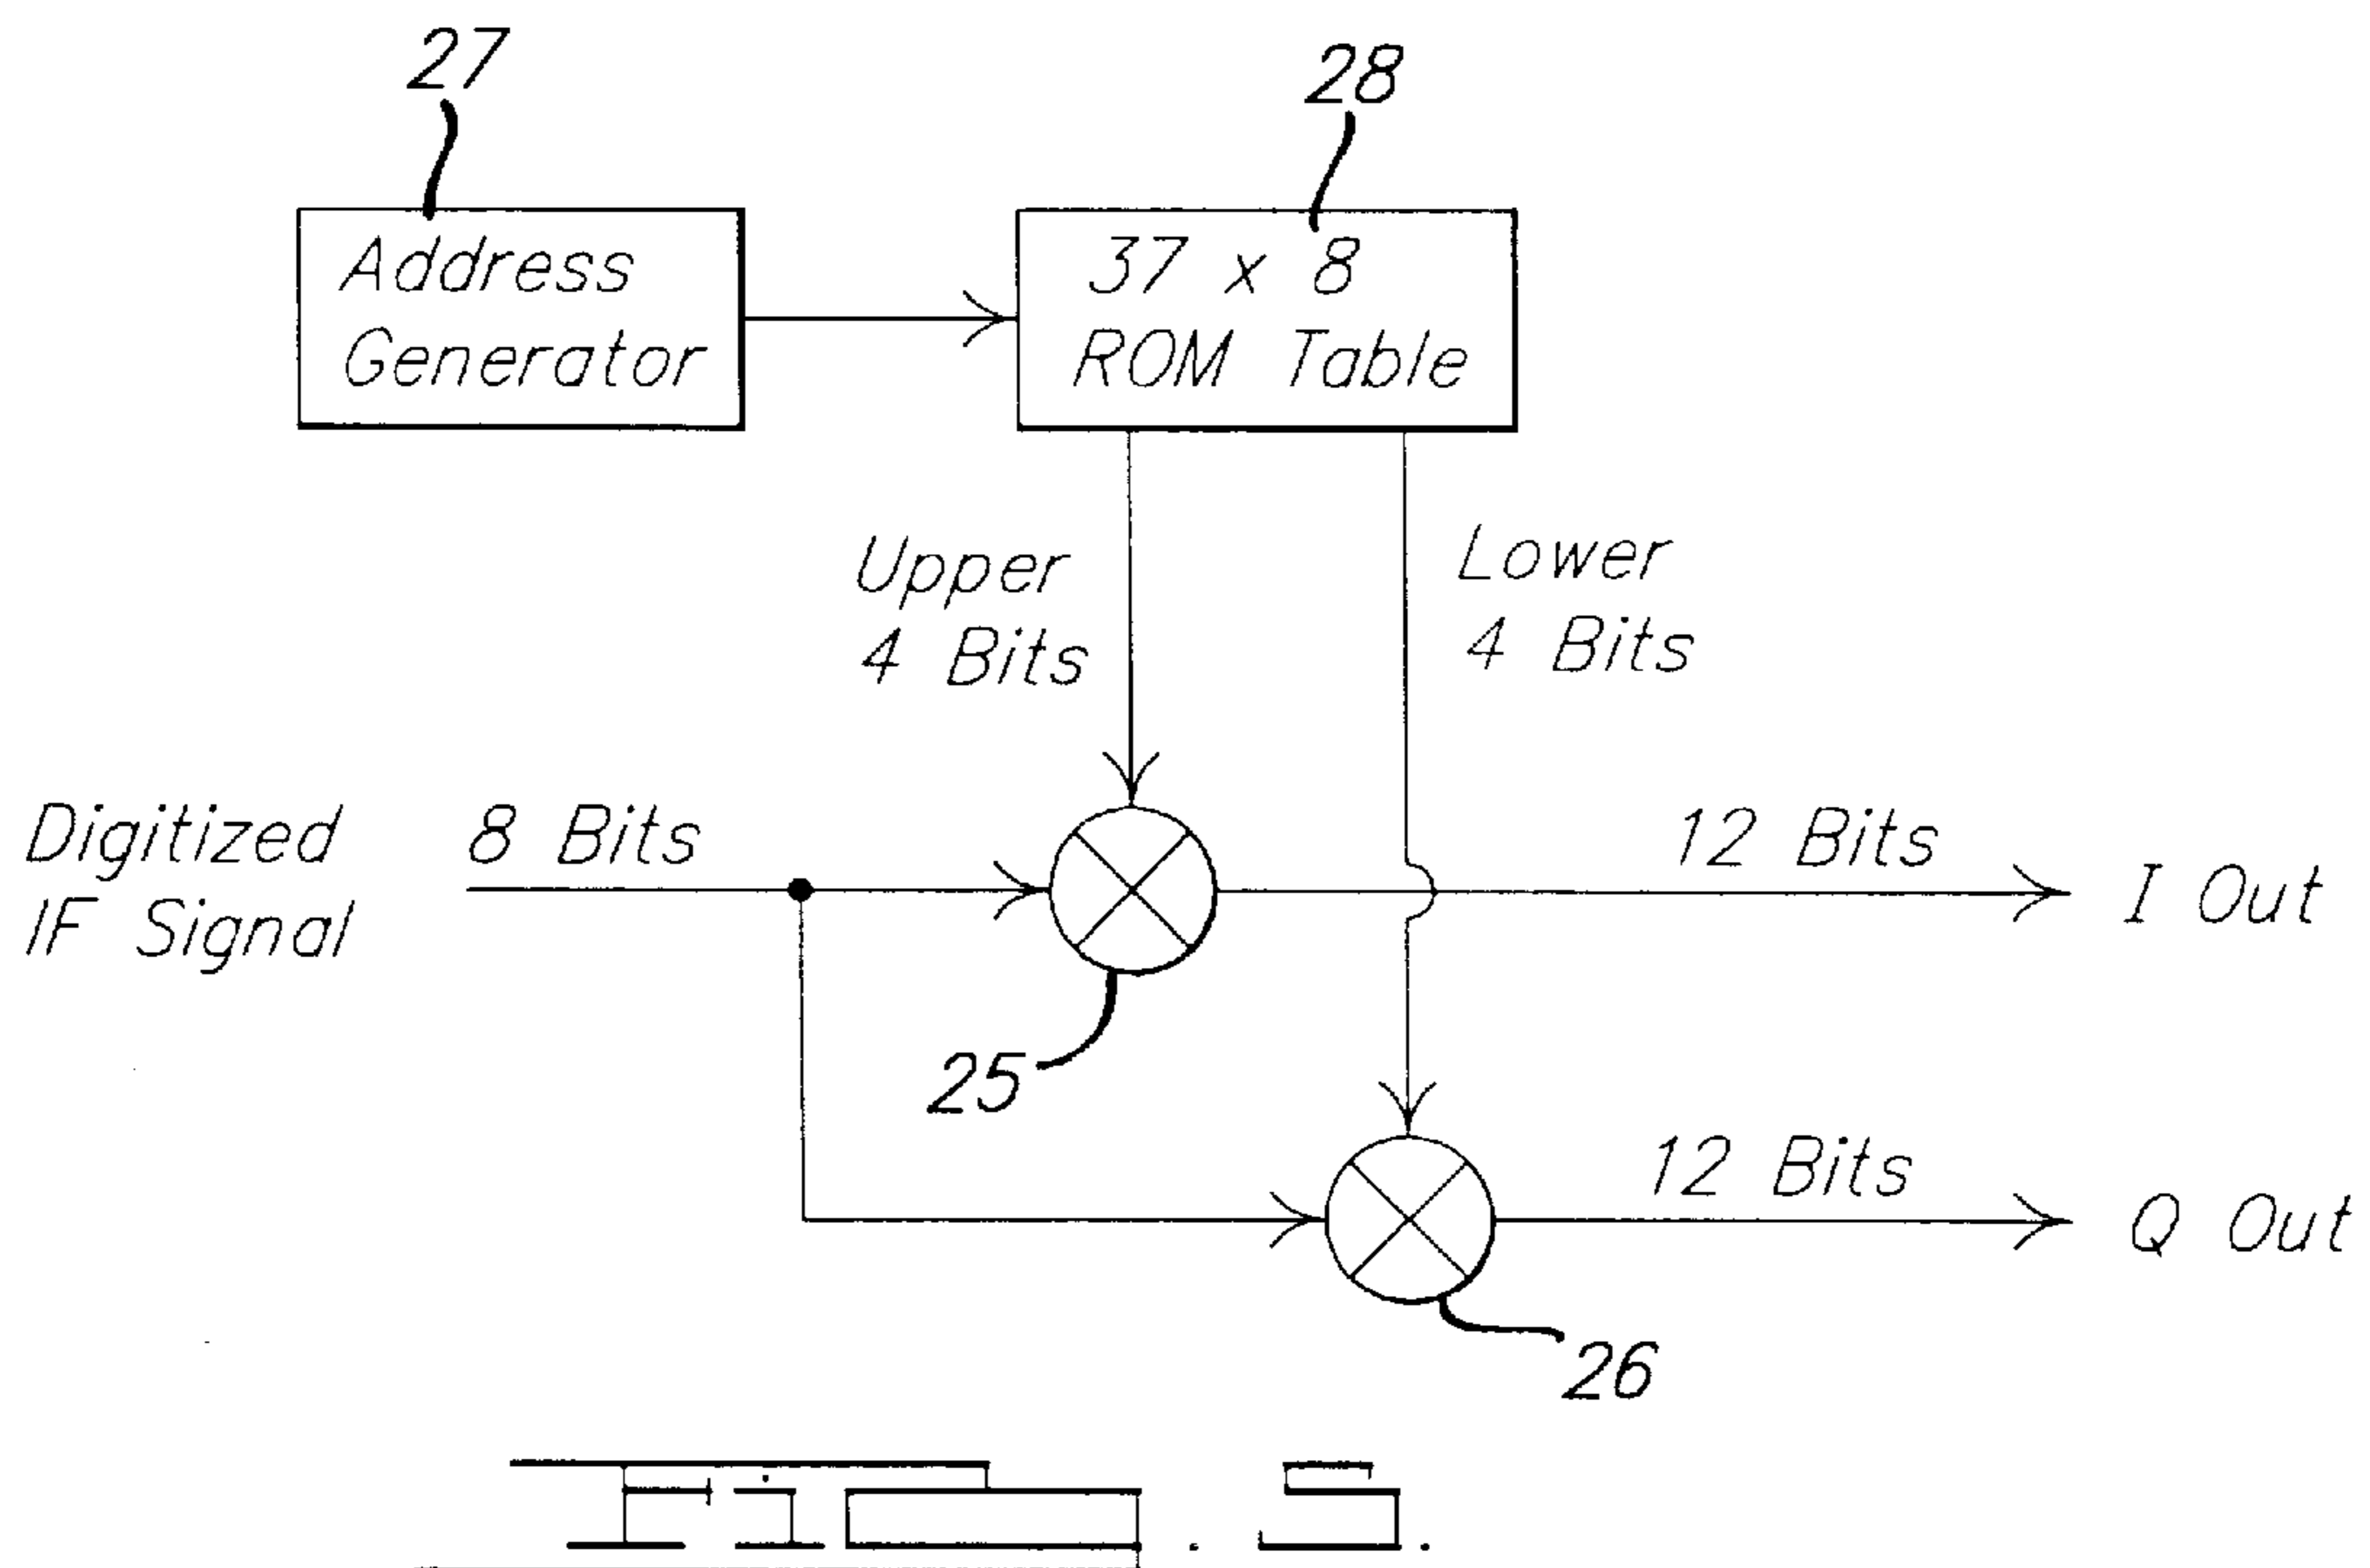 27
28
Address
Generator
37 x 8
ROM Table
Upper
4 Bits
Lower
4 Bits
Digitized
IF Signal
8 Bits
12 Bits
I Out
25
12 Bits
Q Out
26
Fig. 5.